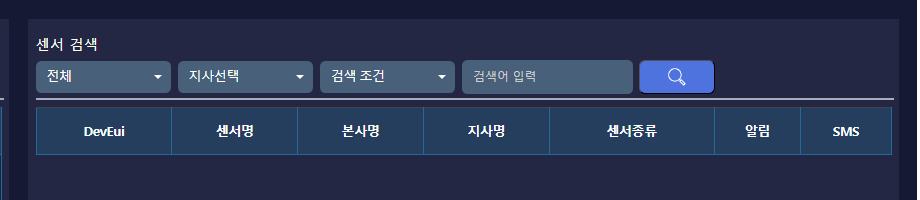 센서 검색
전체 지사선택 검색 조건 검색어 입력
DevEui 센서명 본사명 지사명 센서종류 알림 SMS